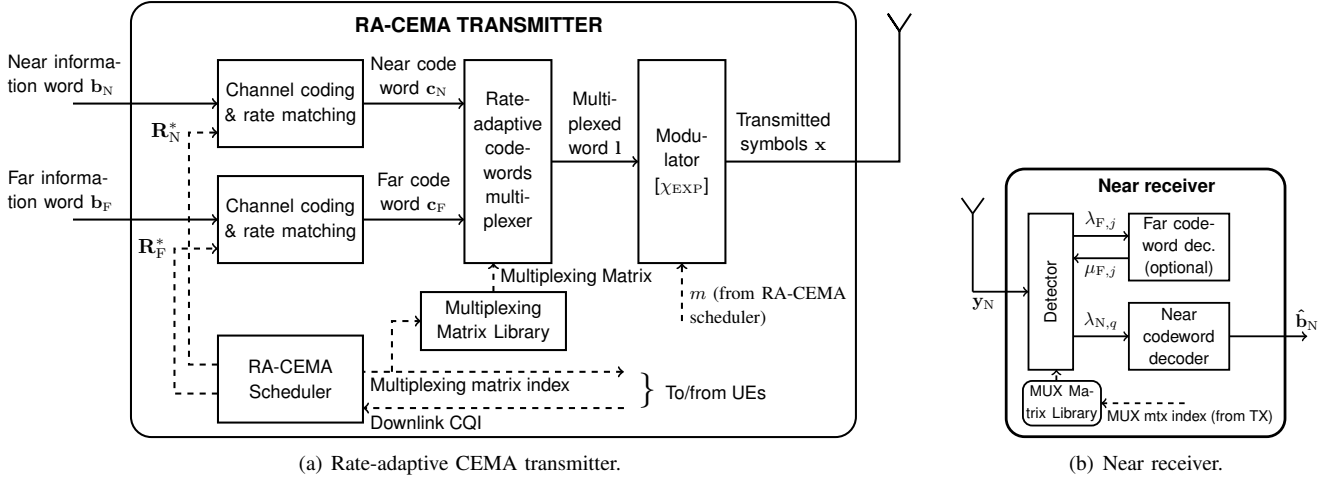 RA-CEMA TRANSMITTER
Near informa-
tion word b_N
Channel coding
& rate matching
Near code
word c_N
R*_N
Far informa-
tion word b_F
Channel coding
& rate matching
Far code
word c_F
R*_F
Rate-
adaptive
code-
words
multi-
plexer
Multi-
plexed
word l
Modu-
lator
[χ_EXP]
Transmitted
symbols x
Multiplexing Matrix
Multiplexing
Matrix Library
m (from RA-CEMA
scheduler)
RA-CEMA
Scheduler
Multiplexing matrix index
Downlink CQI
} To/from UEs
(a) Rate-adaptive CEMA transmitter.
Near receiver
y_N
Detector
λ_F,j
μ_F,j
Far code-
word dec.
(optional)
λ_N,q
Near
codeword
decoder
b̂_N
MUX Ma-
trix Library
MUX mtx index (from TX)
(b) Near receiver.